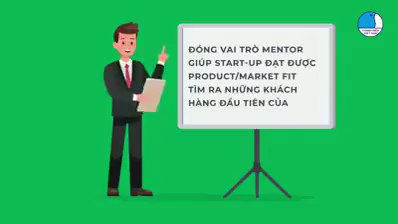 ĐÓNG VAI TRÒ MENTOR
GIÚP START-UP ĐẠT ĐƯỢC
PRODUCT/MARKET FIT
TÌM RA NHỮNG KHÁCH
HÀNG ĐẦU TIÊN CỦA